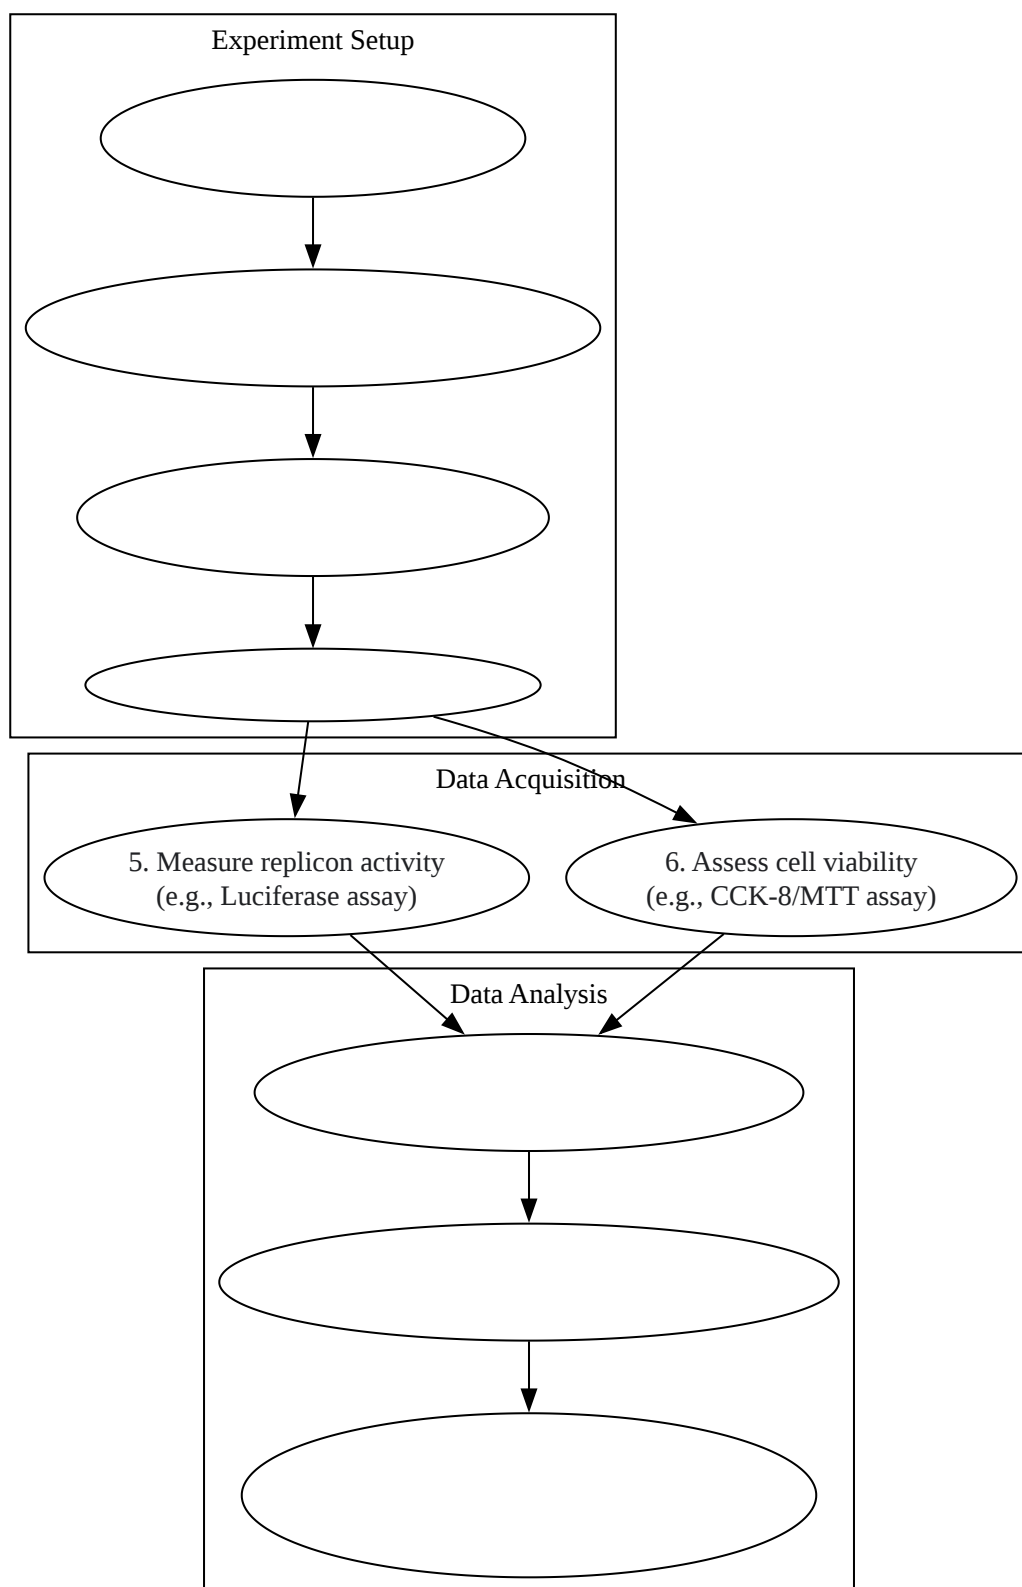 Experiment Setup
Data Acquisition
5. Measure replicon activity
(e.g., Luciferase assay)
6. Assess cell viability
(e.g., CCK-8/MTT assay)
Data Analysis